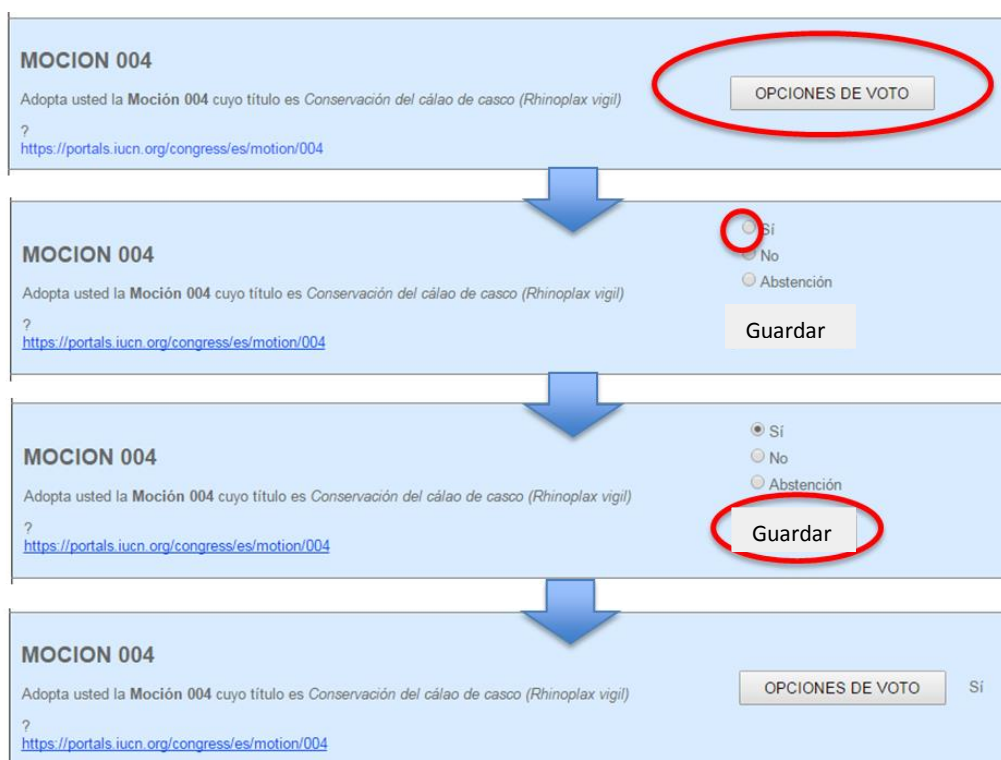 MOCION 004
OPCIONES DE VOTO
Adopta usted la Moción 004 cuyo título es Conservación del cálao de casco (Rhinoplax vigil)
?
https://portals.iucn.org/congress/es/motion/004
Sí
MOCION 004
No
Adopta usted la Moción 004 cuyo título es Conservación del cálao de casco (Rhinoplax vigil)
Abstención
?
Guardar
https://portals.iucn.org/congress/es/motion/004
Sí
MOCION 004
No
Adopta usted la Moción 004 cuyo título es Conservación del cálao de casco (Rhinoplax vigil)
Abstención
?
Guardar
https://portals.iucn.org/congress/es/motion/004
MOCION 004
Adopta usted la Moción 004 cuyo título es Conservación del cálao de casco (Rhinoplax vigil)
OPCIONES DE VOTO Sí
?
https://portals.iucn.org/congress/es/motion/004